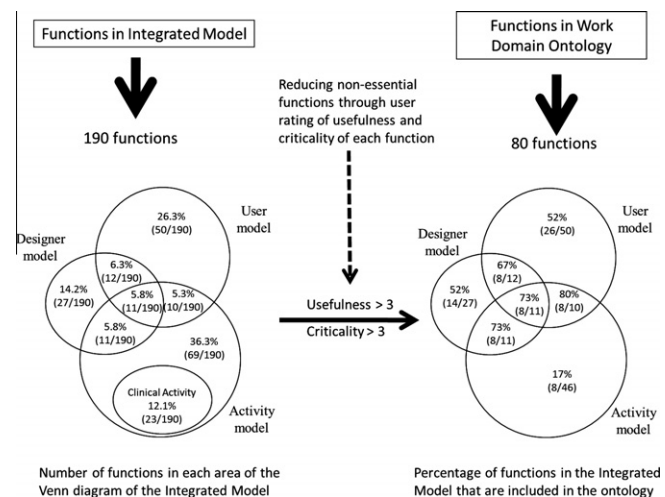 Functions in Integrated Model
190 functions
Reducing non-essential
functions through user
rating of usefulness and
criticality of each function
Functions in Work
Domain Ontology
80 functions
Designer
model
User
model
26.3%
(50/190)
6.3%
(12/190)
14.2%
(27/190)
5.8%
(11/190)
5.3%
(10/190)
5.8%
(11/190)
36.3%
(69/190)
Clinical Activity
12.1%
(23/190)
Activity
model
Usefulness > 3
Criticality > 3
Designer
model
User
model
52%
(26/50)
67%
(8/12)
52%
(14/27)
73%
(8/11)
80%
(8/10)
73%
(8/11)
17%
(8/46)
Activity
model
Number of functions in each area of the
Venn diagram of the Integrated Model
Percentage of functions in the Integrated
Model that are included in the ontology